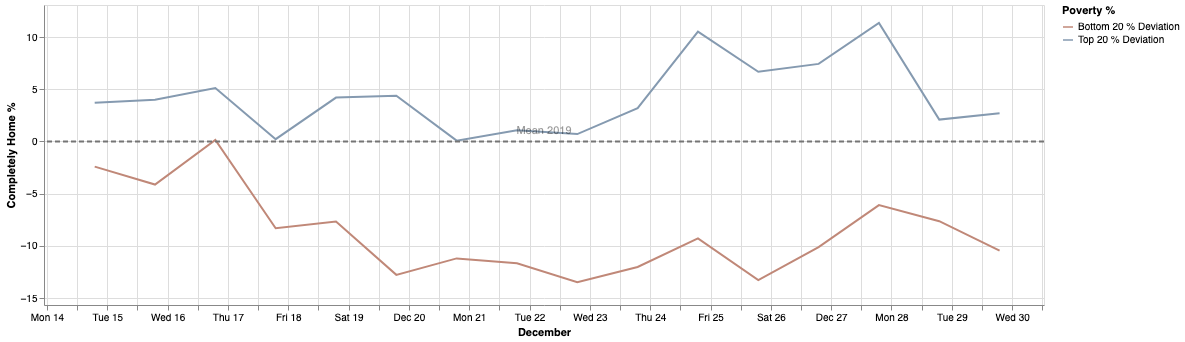 Poverty %
Bottom 20 % Deviation
Top 20 % Deviation
10
5
0
−5
−10
−15
Completely Home %
Mean 2019
Mon 14 Tue 15 Wed 16 Thu 17 Fri 18 Sat 19 Dec 20 Mon 21 Tue 22 Wed 23 Thu 24 Fri 25 Sat 26 Dec 27 Mon 28 Tue 29 Wed 30
December